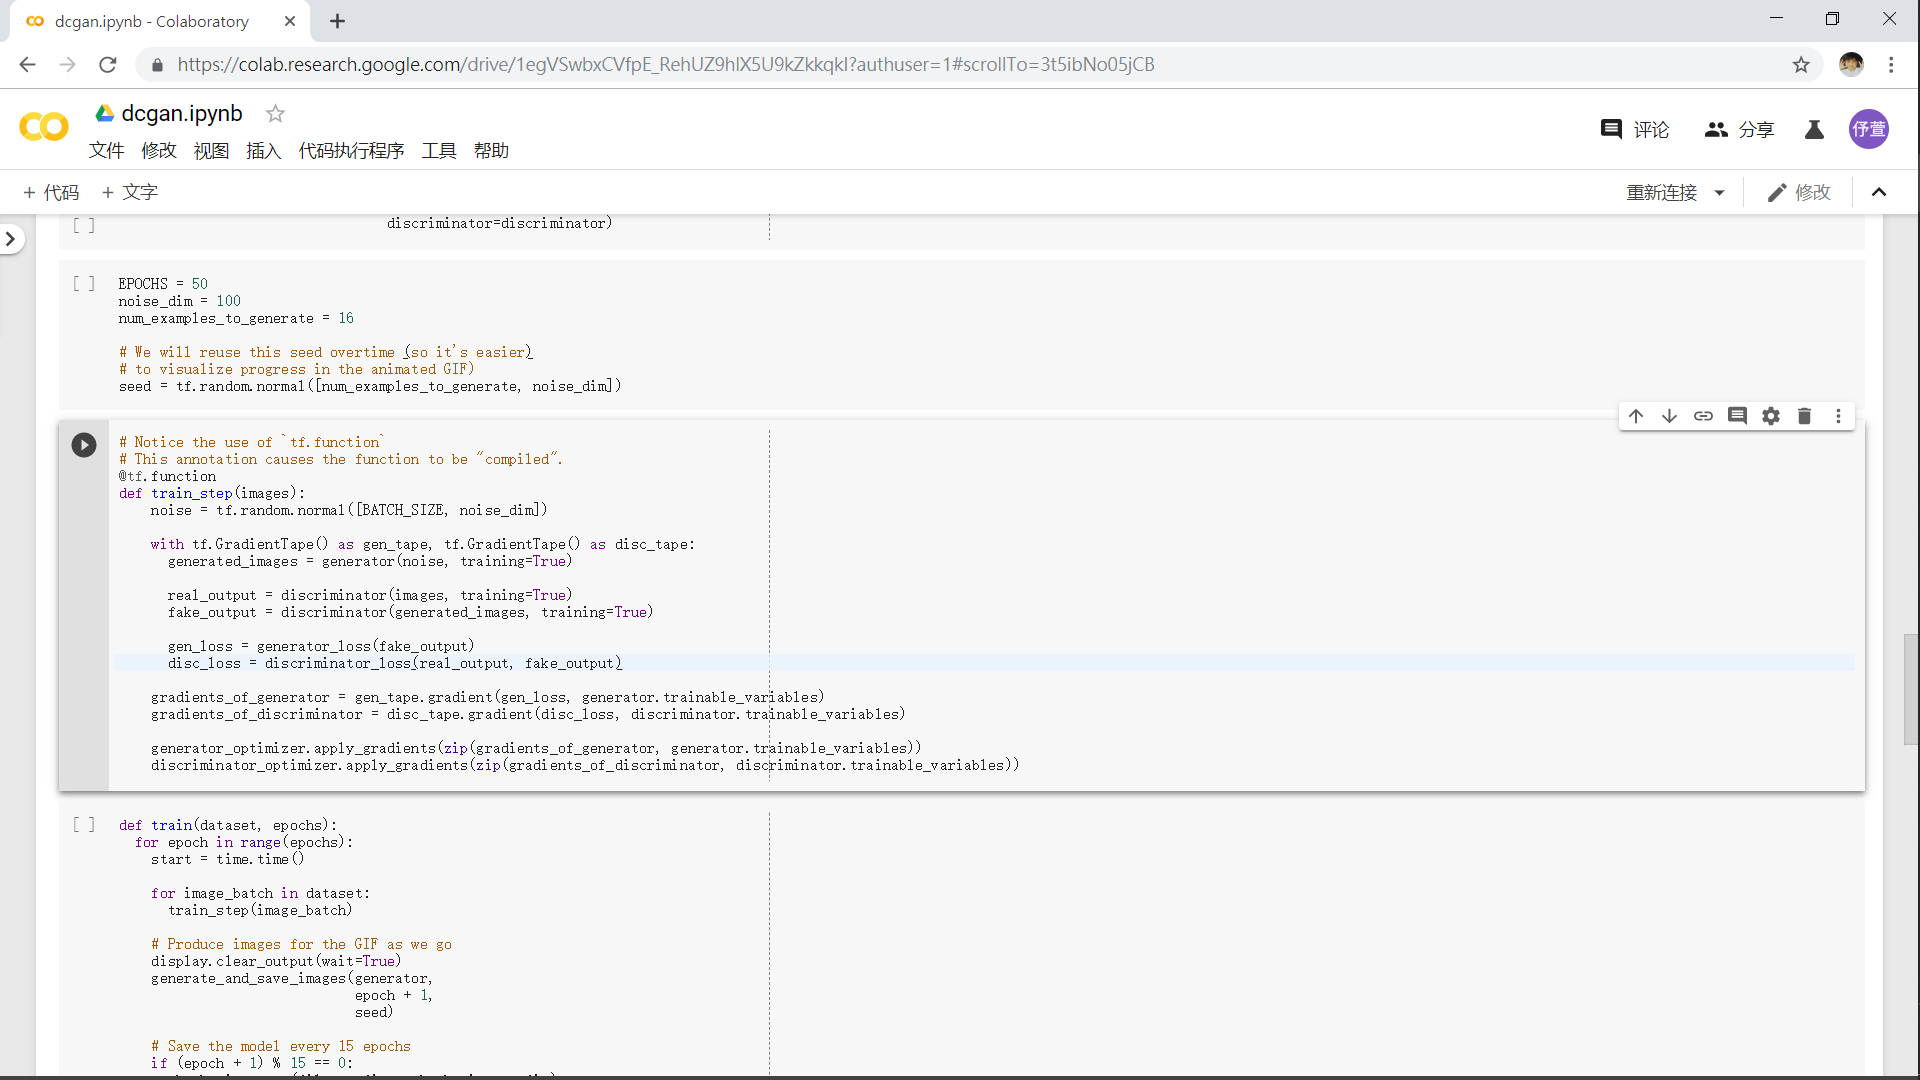 dcgan.ipynb - Colaboratory
https://colab.research.google.com/drive/1egVSwbxCVfpE_RehUZ9hlX5U9kZkkqkI?authuser=1#scrollTo=3t5ibNo05jCB
dcgan.ipynb
评论
分享
伃萱
文件 修改 视图 插入 代码执行程序 工具 帮助
+ 代码 + 文字
重新连接
修改
[ ] discriminator=discriminator)
[ ] EPOCHS = 50
noise_dim = 100
num_examples_to_generate = 16
# We will reuse this seed overtime (so it's easier)
# to visualize progress in the animated GIF)
seed = tf.random.normal([num_examples_to_generate, noise_dim])
# Notice the use of `tf.function`
# This annotation causes the function to be "compiled".
@tf.function
def train_step(images):
    noise = tf.random.normal([BATCH_SIZE, noise_dim])
    with tf.GradientTape() as gen_tape, tf.GradientTape() as disc_tape:
      generated_images = generator(noise, training=True)
      real_output = discriminator(images, training=True)
      fake_output = discriminator(generated_images, training=True)
      gen_loss = generator_loss(fake_output)
      disc_loss = discriminator_loss(real_output, fake_output)
    gradients_of_generator = gen_tape.gradient(gen_loss, generator.trainable_variables)
    gradients_of_discriminator = disc_tape.gradient(disc_loss, discriminator.trainable_variables)
    generator_optimizer.apply_gradients(zip(gradients_of_generator, generator.trainable_variables))
    discriminator_optimizer.apply_gradients(zip(gradients_of_discriminator, discriminator.trainable_variables))
[ ] def train(dataset, epochs):
  for epoch in range(epochs):
    start = time.time()
    for image_batch in dataset:
      train_step(image_batch)
    # Produce images for the GIF as we go
    display.clear_output(wait=True)
    generate_and_save_images(generator,
                             epoch + 1,
                             seed)
    # Save the model every 15 epochs
    if (epoch + 1) % 15 == 0: